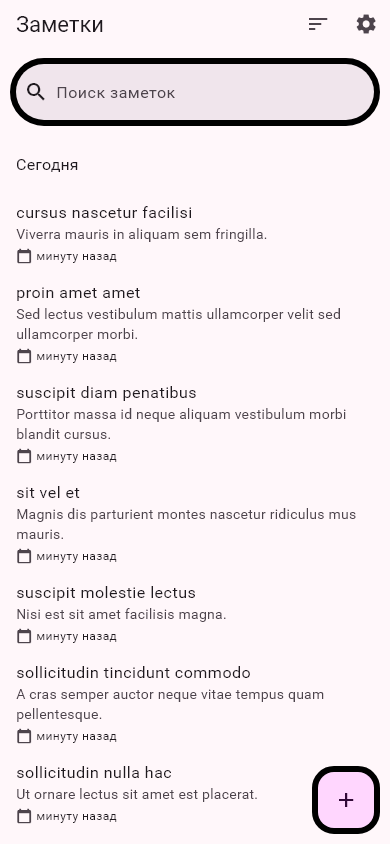 Заметки
Поиск заметок
Сегодня
cursus nascetur facilisi
Viverra mauris in aliquam sem fringilla.
минуту назад
proin amet amet
Sed lectus vestibulum mattis ullamcorper velit sed
ullamcorper morbi.
минуту назад
suscipit diam penatibus
Porttitor massa id neque aliquam vestibulum morbi
blandit cursus.
минуту назад
sit vel et
Magnis dis parturient montes nascetur ridiculus mus
mauris.
минуту назад
suscipit molestie lectus
Nisi est sit amet facilisis magna.
минуту назад
sollicitudin tincidunt commodo
A cras semper auctor neque vitae tempus quam
pellentesque.
минуту назад
sollicitudin nulla hac
Ut ornare lectus sit amet est placerat.
минуту назад